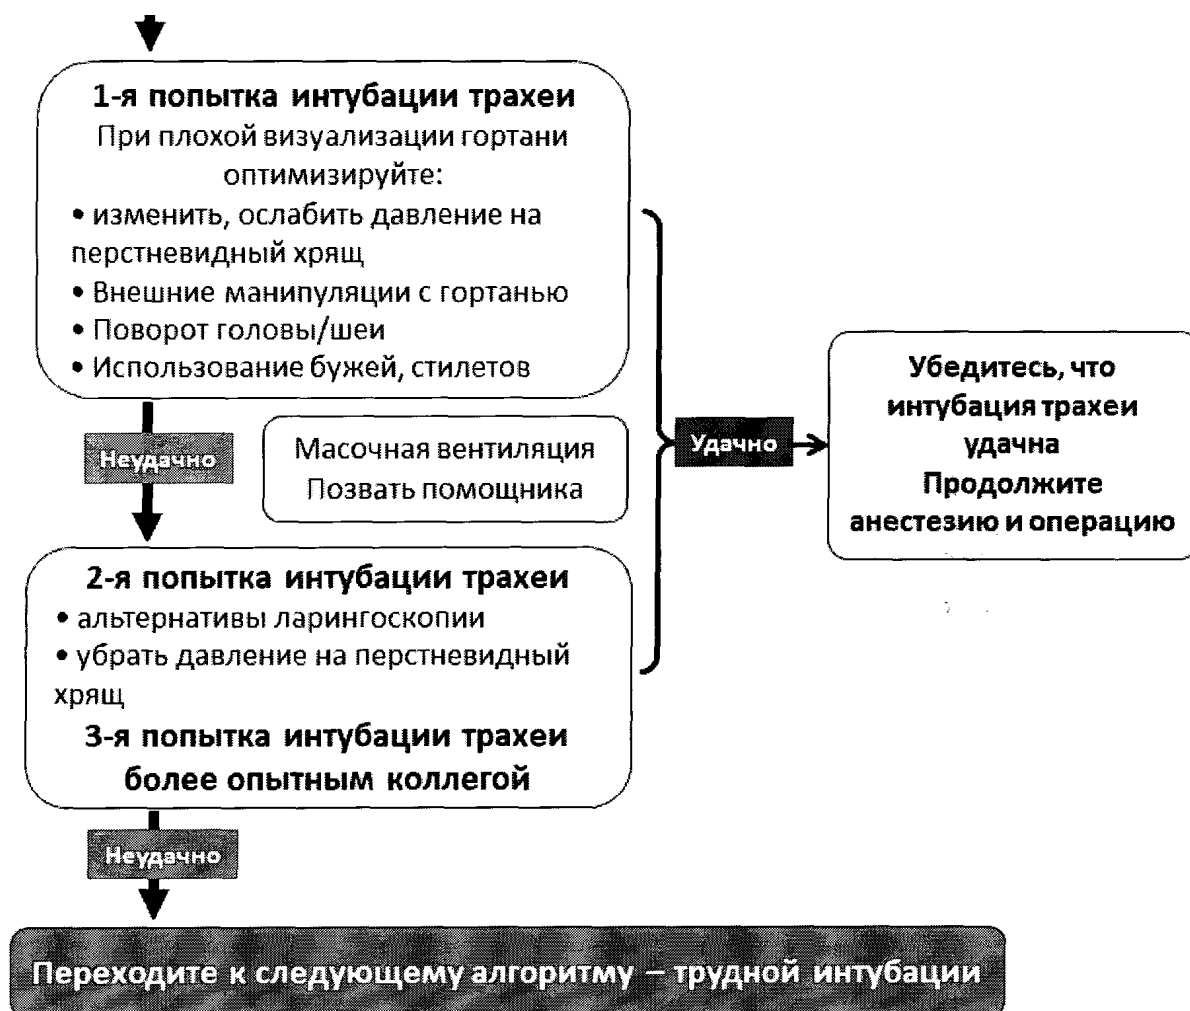 1-я попытка интубации трахеи
При плохой визуализации гортани
оптимизируйте:
• изменить, ослабить давление на
перстневидный хрящ
• Внешние манипуляции с гортанью
• Поворот головы/шеи
• Использование бужей, стилетов
Неудачно
Масочная вентиляция
Позвать помощника
Удачно
Убедитесь, что
интубация трахеи
удачна
Продолжите
анестезию и операцию
2-я попытка интубации трахеи
• альтернативы ларингоскопии
• убрать давление на перстневидный
хрящ
3-я попытка интубации трахеи
более опытным коллегой
Неудачно
Переходите к следующему алгоритму – трудной интубации